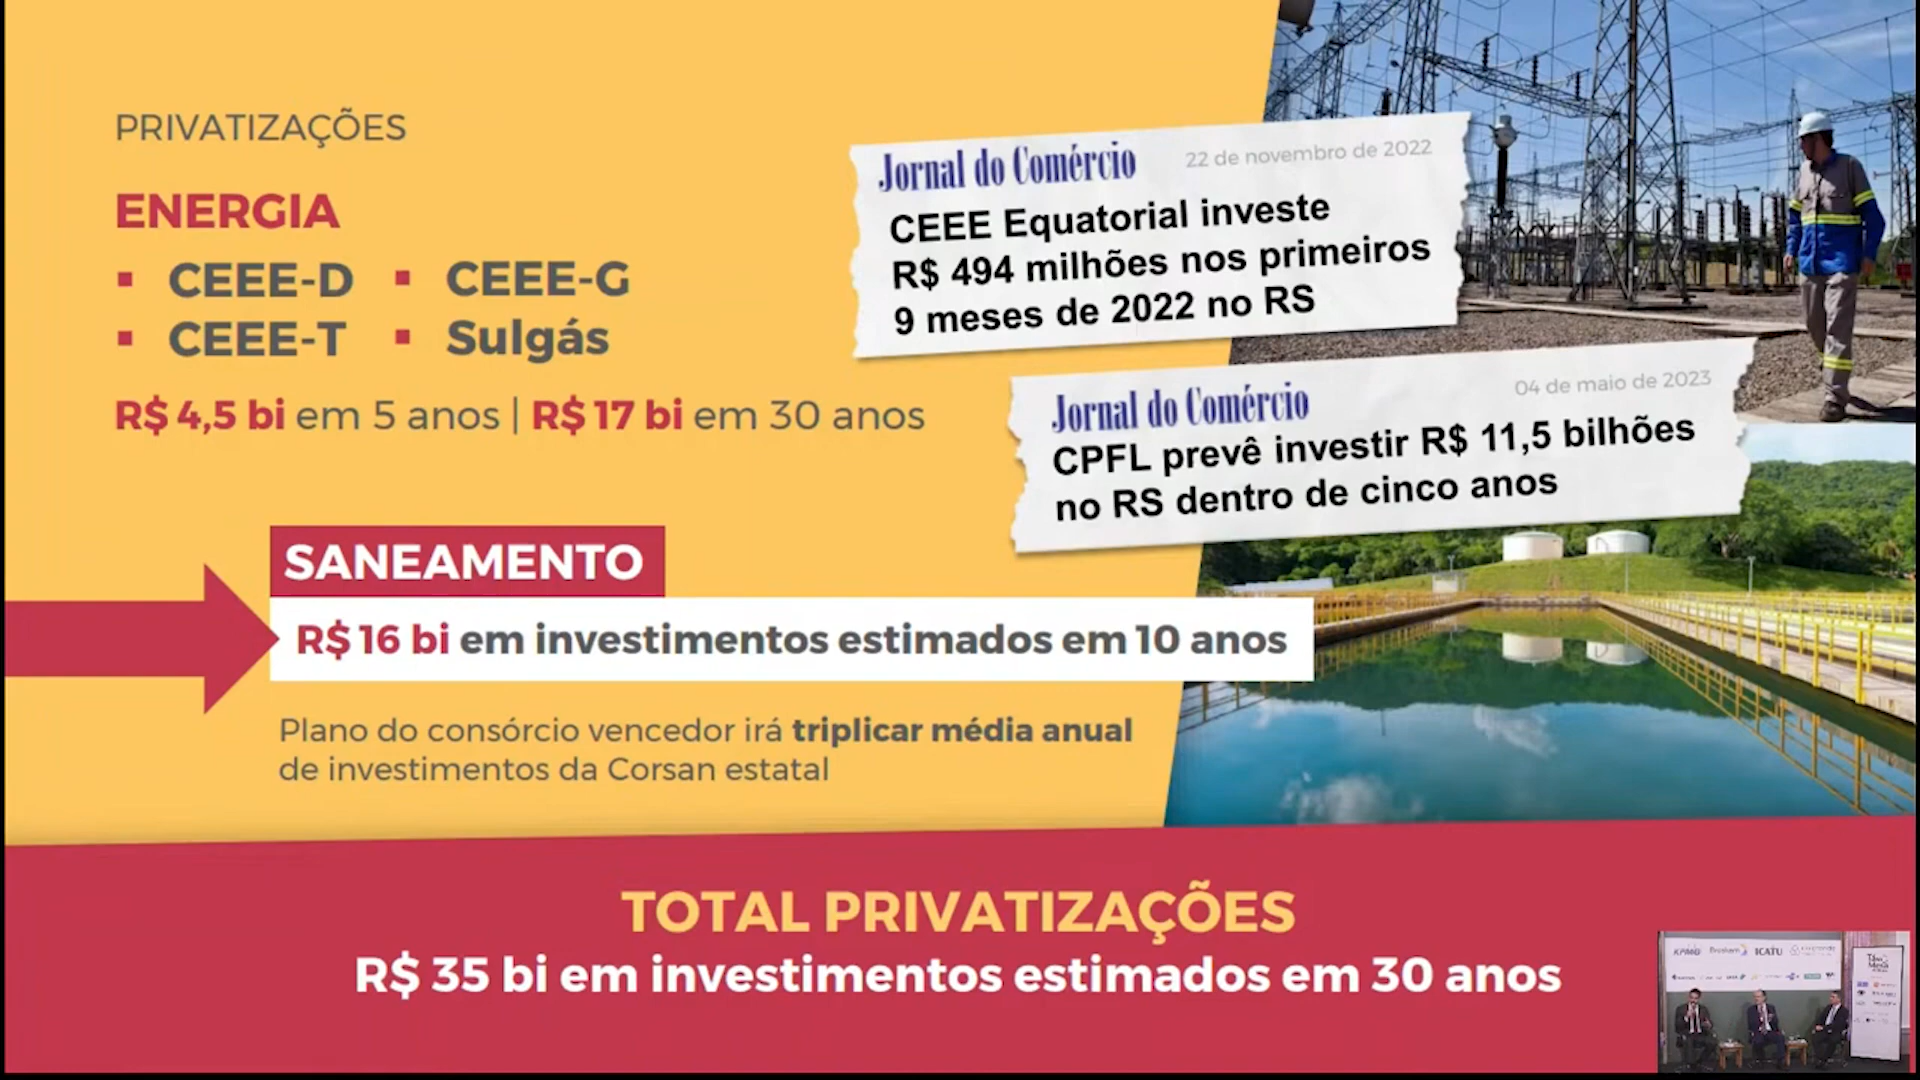 PRIVATIZAÇÕES
ENERGIA
CEEE-D
CEEE-G
CEEE-T
Sulgás
R$ 4,5 bi em 5 anos | R$ 17 bi em 30 anos
Jornal do Comércio
22 de novembro de 2022
CEEE Equatorial investe
R$ 494 milhões nos primeiros
9 meses de 2022 no RS
Jornal do Comércio
04 de maio de 2023
CPFL prevê investir R$ 11,5 bilhões
no RS dentro de cinco anos
SANEAMENTO
R$ 16 bi em investimentos estimados em 10 anos
Plano do consórcio vencedor irá triplicar média anual
de investimentos da Corsan estatal
TOTAL PRIVATIZAÇÕES
R$ 35 bi em investimentos estimados em 30 anos
KPMG
Braskem
ICATU